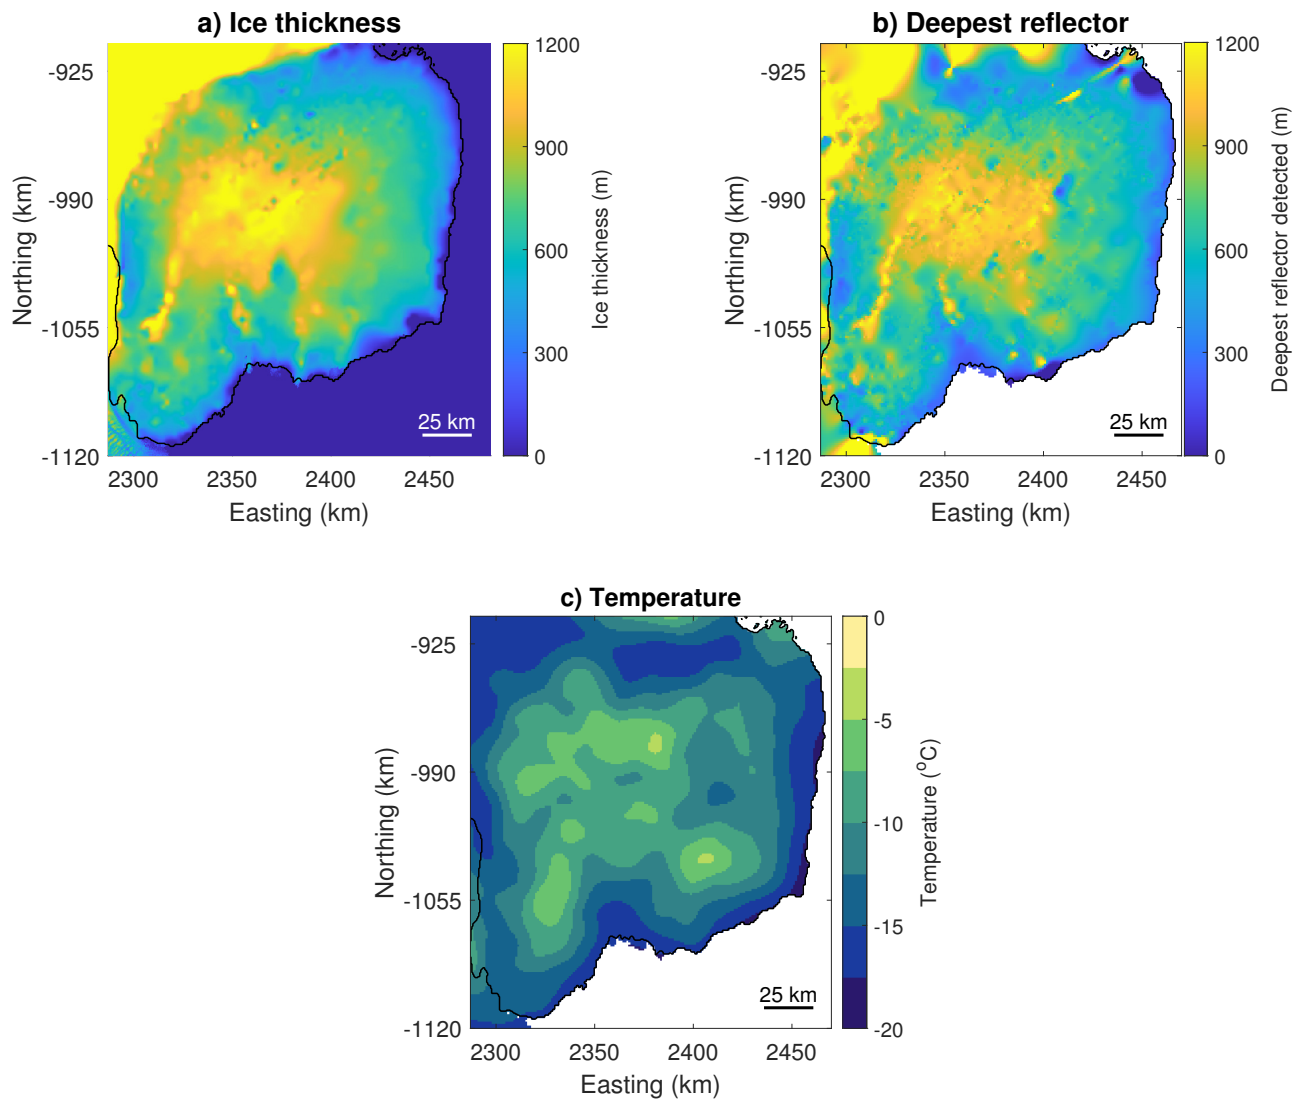 a) Ice thickness
-925
-990
-1055
-1120
Northing (km)
2300
2350
2400
2450
Easting (km)
25 km
1200
900
600
300
0
Ice thickness (m)
b) Deepest reflector
-925
-990
-1055
-1120
Northing (km)
2300
2350
2400
2450
Easting (km)
25 km
1200
900
600
300
0
Deepest reflector detected (m)
c) Temperature
-925
-990
-1055
-1120
Northing (km)
2300
2350
2400
2450
Easting (km)
25 km
0
-5
-10
-15
-20
Temperature (⁰C)